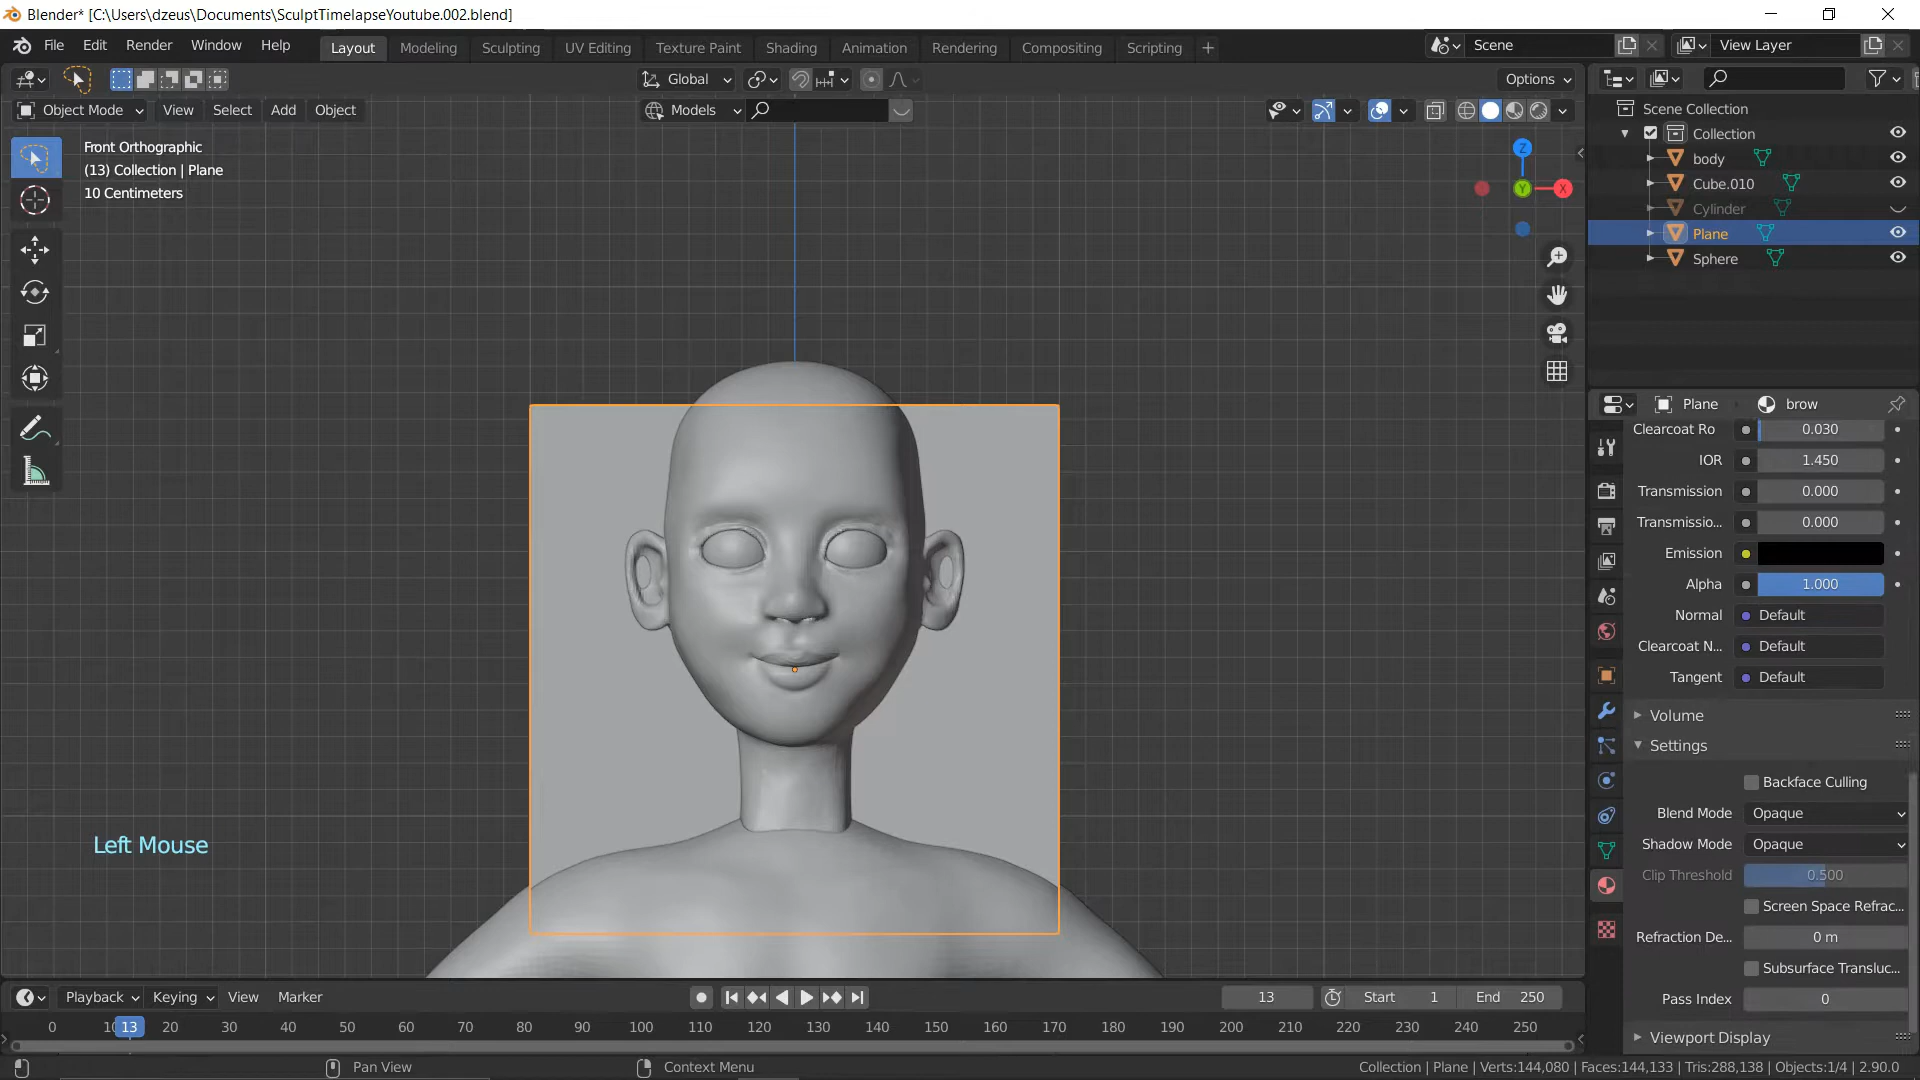 Blender* [C:\Users\dzeus\Documents\SculptTimelapseYoutube.002.blend]
File Edit Render Window Help
Layout Modeling Sculpting UV Editing Texture Paint Shading Animation Rendering Compositing Scripting +
Scene
View Layer
Global
Options
Object Mode View Select Add Object
Models
Front Orthographic
(13) Collection | Plane
10 Centimeters
Z
Y
X
Scene Collection
Collection
body
Cube.010
Cylinder
Plane
Sphere
Plane
brow
Clearcoat Ro 0.030
IOR 1.450
Transmission 0.000
Transmissio... 0.000
Emission
Alpha 1.000
Normal Default
Clearcoat N... Default
Tangent Default
Volume
Settings
Backface Culling
Blend Mode Opaque
Shadow Mode Opaque
Clip Threshold 0.500
Screen Space Refrac...
Refraction De... 0 m
Subsurface Transluc...
Pass Index 0
Viewport Display
Left Mouse
Playback Keying View Marker
13
Start 1
End 250
0 10 13 20 30 40 50 60 70 80 90 100 110 120 130 140 150 160 170 180 190 200 210 220 230 240 250
Pan View
Context Menu
Collection | Plane | Verts:144,080 | Faces:144,133 | Tris:288,138 | Objects:1/4 | 2.90.0